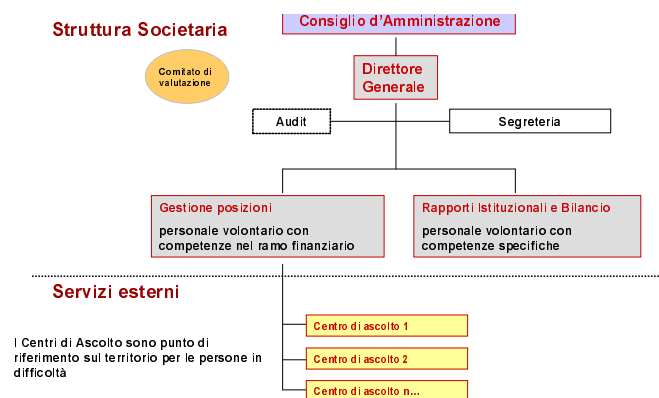 Struttura Societaria
Consiglio d'Amministrazione
Comitato di
valutazione
Direttore
Generale
Audit
Segreteria
Gestione posizioni
personale volontario con
competenze nel ramo finanziario
Rapporti Istituzionali e Bilancio
personale volontario con
competenze specifiche
Servizi esterni
I Centri di Ascolto sono punto di
riferimento sul territorio per le persone in
difficoltà
Centro di ascolto 1
Centro di ascolto 2
Centro di ascolto n...